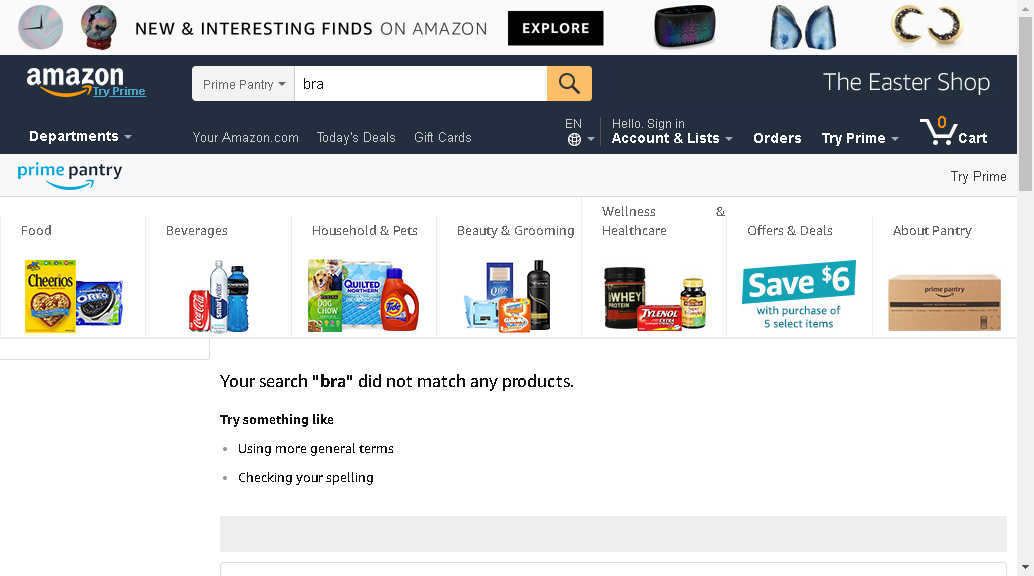 NEW & INTERESTING FINDS ON AMAZON EXPLORE
amazon
Try Prime
Prime Pantry
bra
The Easter Shop
Departments
Your Amazon.com Today's Deals Gift Cards
EN
Hello. Sign in
Account & Lists
Orders
Try Prime
0
Cart
prime pantry
Try Prime
Food
Beverages
Household & Pets
Beauty & Grooming
Wellness &
Healthcare
Offers & Deals
About Pantry
Cheerios
OREO
Coca-Cola
smartwater
DOG
CHOW
QUILTED
NORTHERN
Tide
Q-tips
WHEY
TYLENOL
Save $6
with purchase of
5 select items
prime pantry
Your search "bra" did not match any products.
Try something like
Using more general terms
Checking your spelling